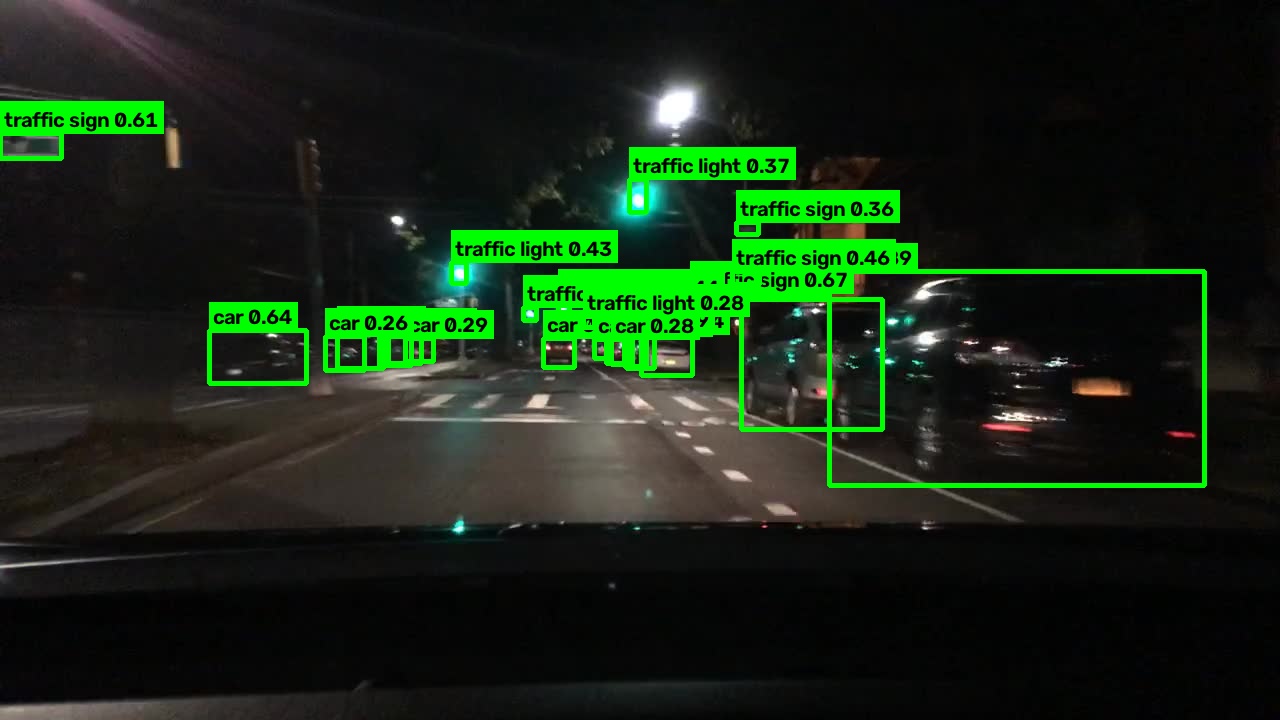 traffic sign 0.61
traffic light 0.37
traffic sign 0.36
traffic light 0.43
traffic sign 0.46
sign 0.67
traffic light 0.28
car 0.64
car 0.26
car 0.29
car
car 0.28